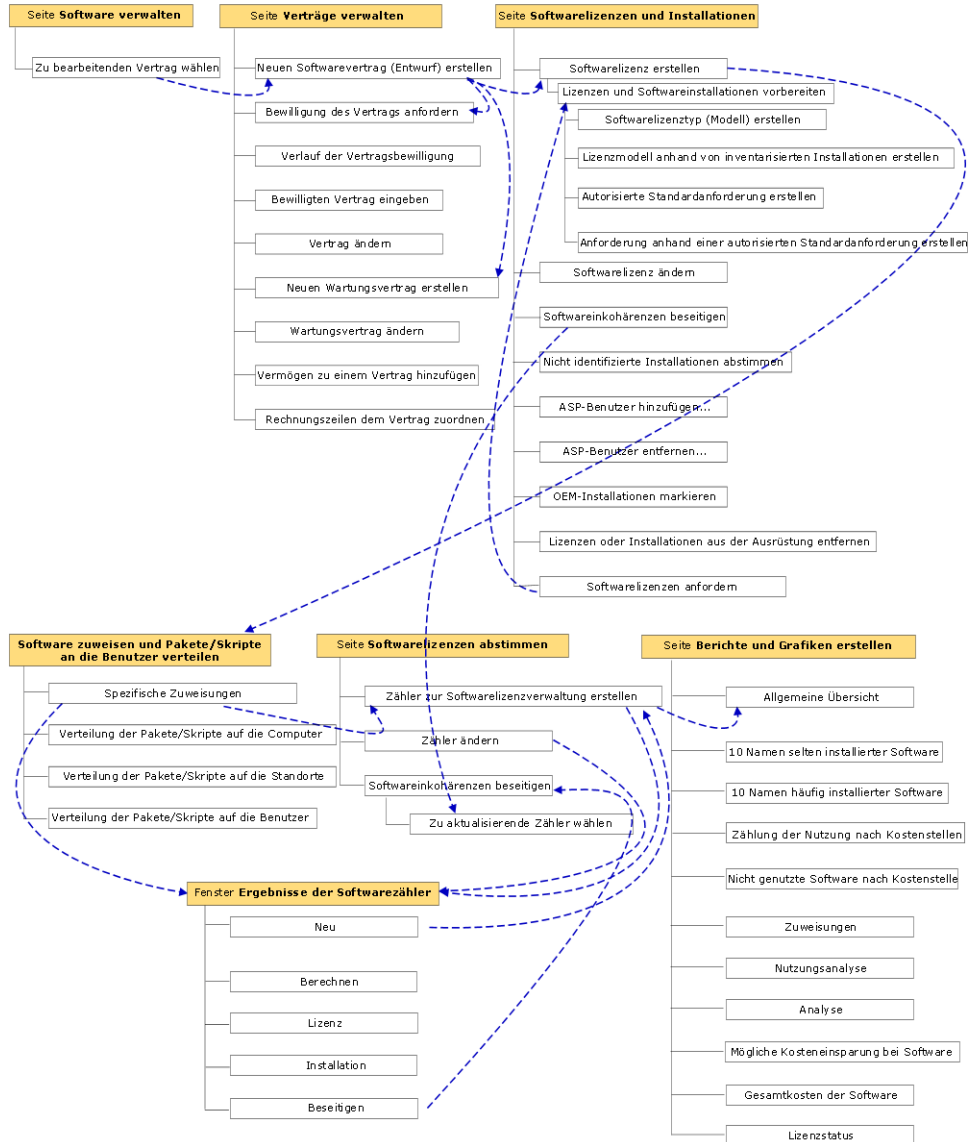 Seite Software verwalten
Zu bearbeitenden Vertrag wählen
Seite Verträge verwalten
Neuen Softwarevertrag (Entwurf) erstellen
Bewilligung des Vertrags anfordern
Verlauf der Vertragsbewilligung
Bewilligten Vertrag eingeben
Vertrag ändern
Neuen Wartungsvertrag erstellen
Wartungsvertrag ändern
Vermögen zu einem Vertrag hinzufügen
Rechnungszeilen dem Vertrag zuordnen
Seite Softwarelizenzen und Installationen
Softwarelizenz erstellen
Lizenzen und Softwareinstallationen vorbereiten
Softwarelizenztyp (Modell) erstellen
Lizenzmodell anhand von inventarisierten Installationen erstellen
Autorisierte Standardanforderung erstellen
Anforderung anhand einer autorisierten Standardanforderung erstellen
Softwarelizenz ändern
Softwareinkohärenzen beseitigen
Nicht identifizierte Installationen abstimmen
ASP-Benutzer hinzufügen...
ASP-Benutzer entfernen...
OEM-Installationen markieren
Lizenzen oder Installationen aus der Ausrüstung entfernen
Softwarelizenzen anfordern
Software zuweisen und Pakete/Skripte
an die Benutzer verteilen
Spezifische Zuweisungen
Verteilung der Pakete/Skripte auf die Computer
Verteilung der Pakete/Skripte auf die Standorte
Verteilung der Pakete/Skripte auf die Benutzer
Seite Softwarelizenzen abstimmen
Zähler zur Softwarelizenzverwaltung erstellen
Zähler ändern
Softwareinkohärenzen beseitigen
Zu aktualisierende Zähler wählen
Fenster Ergebnisse der Softwarezähler
Neu
Berechnen
Lizenz
Installation
Beseitigen
Seite Berichte und Grafiken erstellen
Allgemeine Übersicht
10 Namen selten installierter Software
10 Namen häufig installierter Software
Zählung der Nutzung nach Kostenstellen
Nicht genutzte Software nach Kostenstelle
Zuweisungen
Nutzungsanalyse
Analyse
Mögliche Kosteneinsparung bei Software
Gesamtkosten der Software
Lizenzstatus